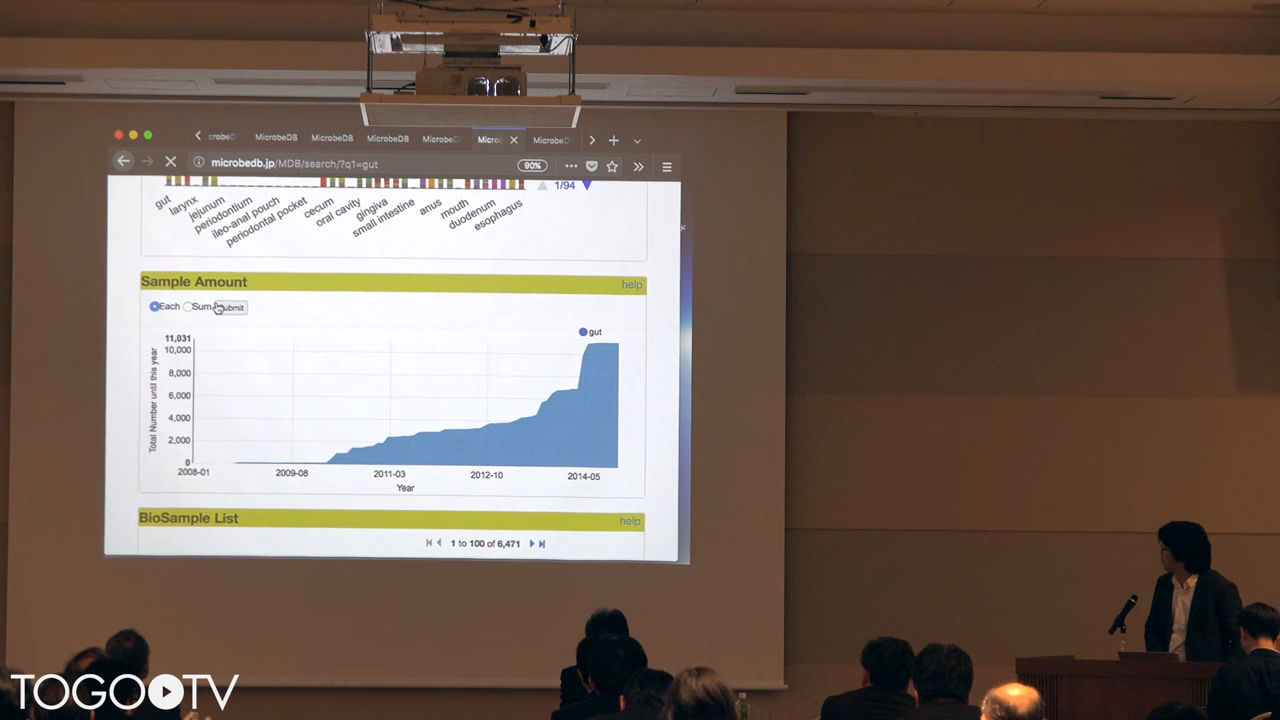 MicrobeDB
MicrobeDB
MicrobeDB
microbedb.jp/MDB/search/?q1=gut
90%
1/94
gut
larynx
jejunum
periodontium
ileo-anal pouch
periodontal pocket
cecum
oral cavity
gingiva
small intestine
anus
mouth
duodenum
esophagus
Sample Amount
help
Each Sum
gut
Total Number until this year
11,031
10,000
8,000
6,000
4,000
2,000
0
2008-01
2009-08
2011-03
2012-10
2014-05
Year
BioSample List
help
1 to 100 of 6,471
TOGO TV